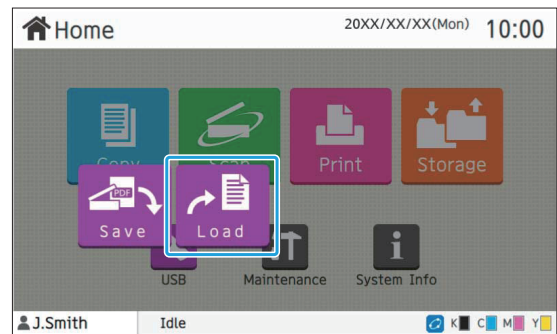 Home 20XX/XX/XX(Mon) 10:00
Copy Scan Print Storage
PDF
Save Load
USB Maintenance System Info
J.Smith Idle K C M Y